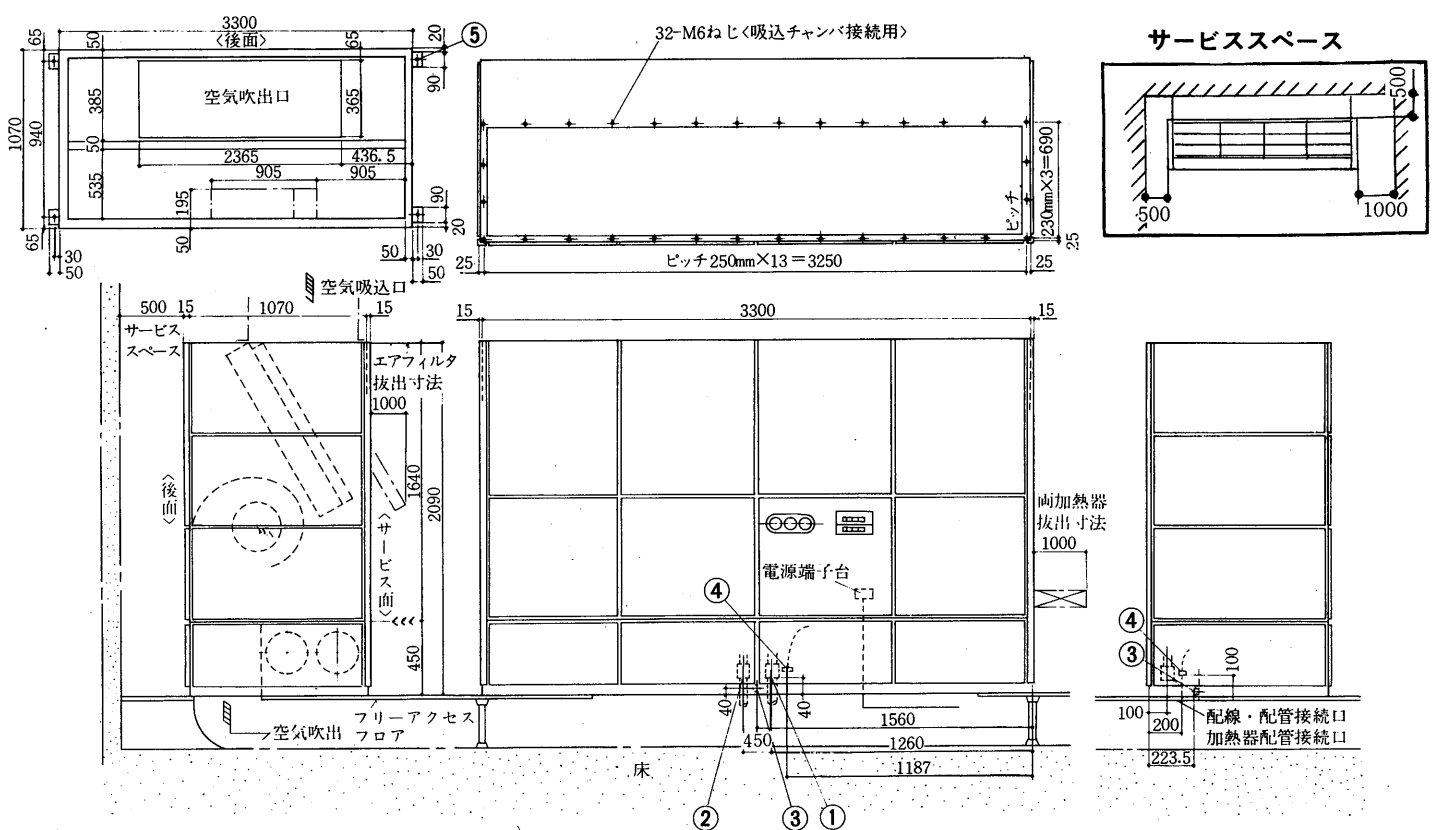 3300
〈後面〉
65
50
65
20
⑤
空気吹出口
385
365
90
1070
940
50
2365
436.5
905
905
535
195
90
20
65
50
30
50
50
30
50
32-M6ねじ〈吸込チャンバ接続用〉
ピッチ
230mm×3=690
25
25
ピッチ250mm×13=3250
25
サービススペース
500
500
1000
空気吸込口
500
15
1070
15
サービス
スペース
エアフィルタ
抜出寸法
1000
〈後面〉
1640
2090
〈サービス面〉
450
空気吹出
フリーアクセス
フロア
15
3300
15
電源端子台
④
両加熱器
抜出寸法
1000
40
40
1560
450
1260
1187
床
②
③
①
④
③
100
100
200
223.5
配線・配管接続口
加熱器配管接続口